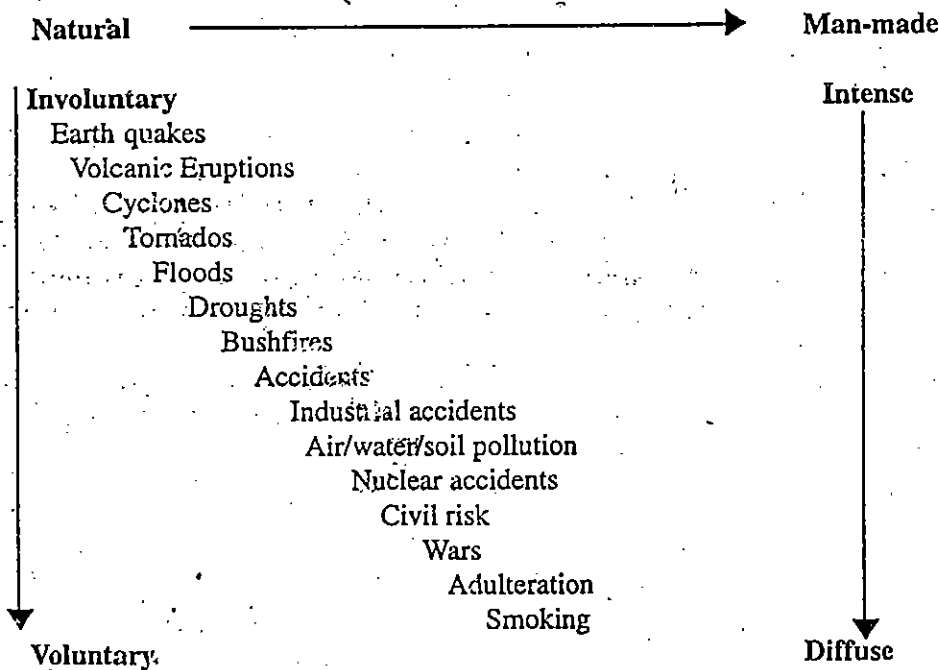 Natural Man-made
Involuntary Intense
Earth quakes
Volcanic Eruptions
Cyclones
Tornados
Floods
Droughts
Bushfires
Accidents
Industrial accidents
Air/water/soil pollution
Nuclear accidents
Civil risk
Wars
Adulteration
Smoking
Voluntary Diffuse